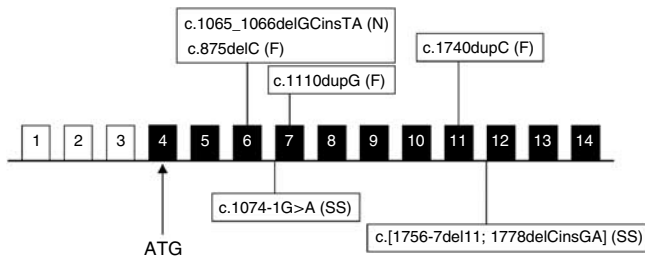 c.1065_1066delGCinsTA (N)
c.875delC (F)
c.1740dupC (F)
c.1110dupG (F)
1 2 3 4 5 6 7 8 9 10 11 12 13 14
c.1074-1G>A (SS)
c.[1756-7del11; 1778delCinsGA] (SS)
ATG